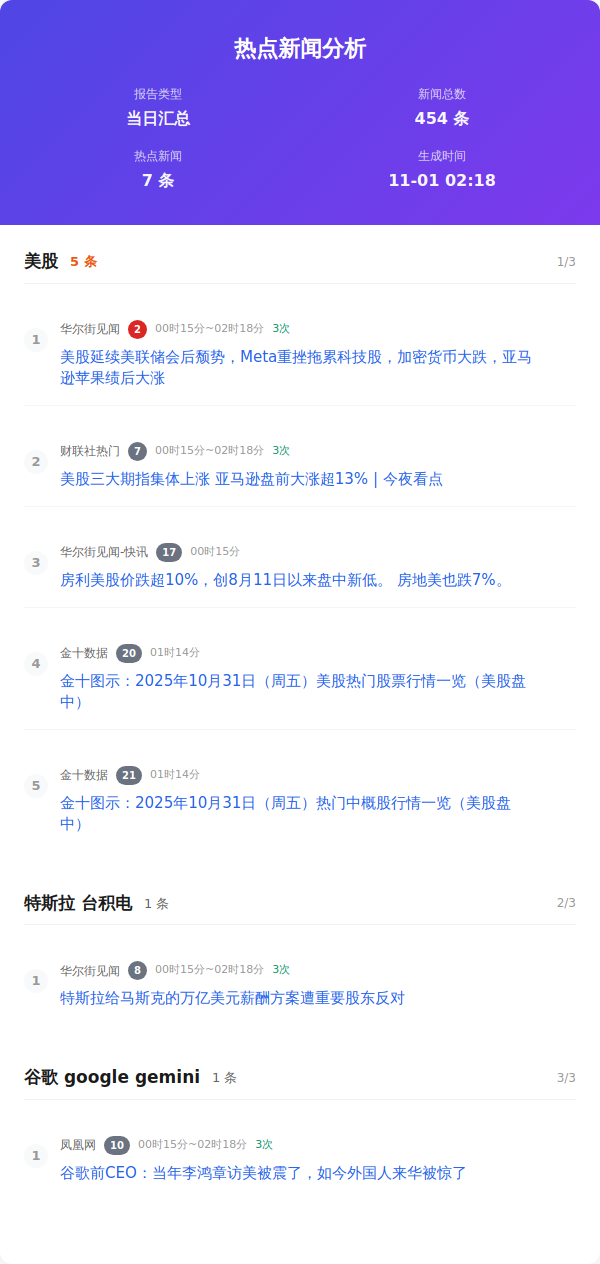 热点新闻分析
报告类型
当日汇总
新闻总数
454 条
热点新闻
7 条
生成时间
11-01 02:18
美股 5 条 1/3
1
华尔街见闻 2 00时15分~02时18分 3次
美股延续美联储会后颓势，Meta重挫拖累科技股，加密货币大跌，亚马
逊苹果绩后大涨
2
财联社热门 7 00时15分~02时18分 3次
美股三大期指集体上涨 亚马逊盘前大涨超13% | 今夜看点
3
华尔街见闻-快讯 17 00时15分
房利美股价跌超10%，创8月11日以来盘中新低。 房地美也跌7%。
4
金十数据 20 01时14分
金十图示：2025年10月31日（周五）美股热门股票行情一览（美股盘
中）
5
金十数据 21 01时14分
金十图示：2025年10月31日（周五）热门中概股行情一览（美股盘
中）
特斯拉 台积电 1 条 2/3
1
华尔街见闻 8 00时15分~02时18分 3次
特斯拉给马斯克的万亿美元薪酬方案遭重要股东反对
谷歌 google gemini 1 条 3/3
1
凤凰网 10 00时15分~02时18分 3次
谷歌前CEO：当年李鸿章访美被震了，如今外国人来华被惊了